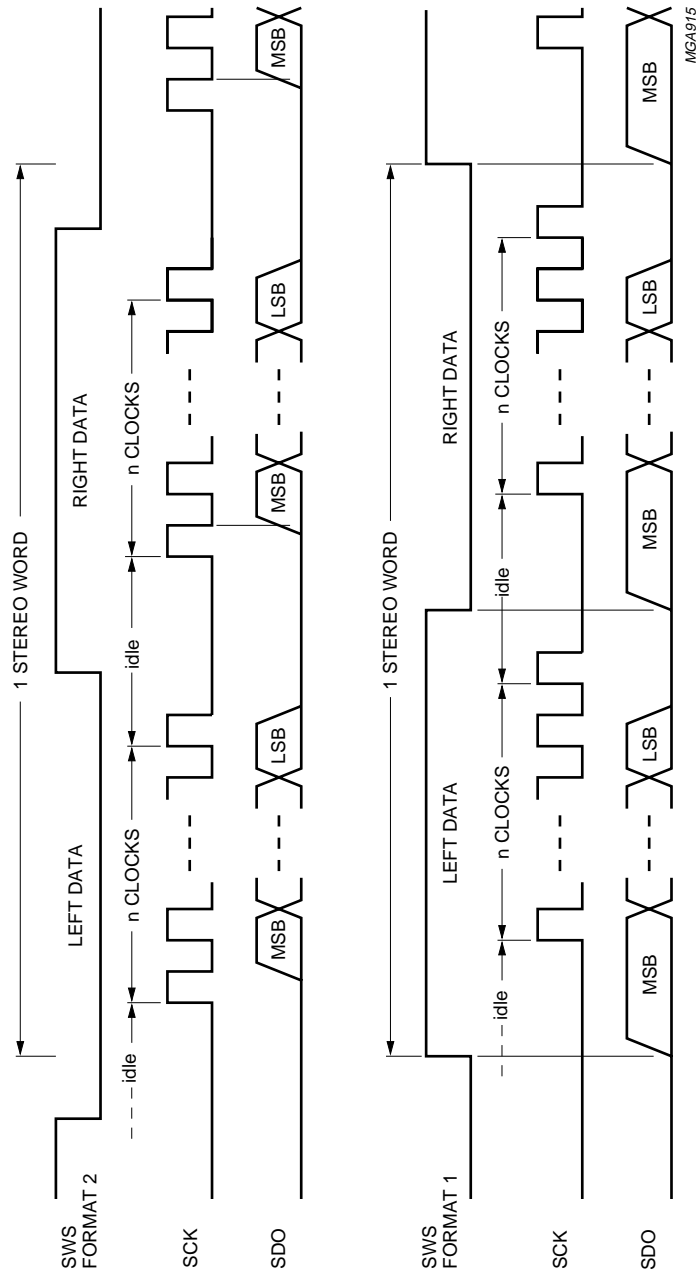 1 STEREO WORD
SWS
FORMAT 2
LEFT DATA
RIGHT DATA
idle
n CLOCKS
idle
n CLOCKS
SCK
SDO
MSB
LSB
MSB
LSB
MSB
1 STEREO WORD
SWS
FORMAT 1
LEFT DATA
RIGHT DATA
idle
n CLOCKS
idle
n CLOCKS
SCK
SDO
MSB
LSB
MSB
LSB
MSB
MGA915